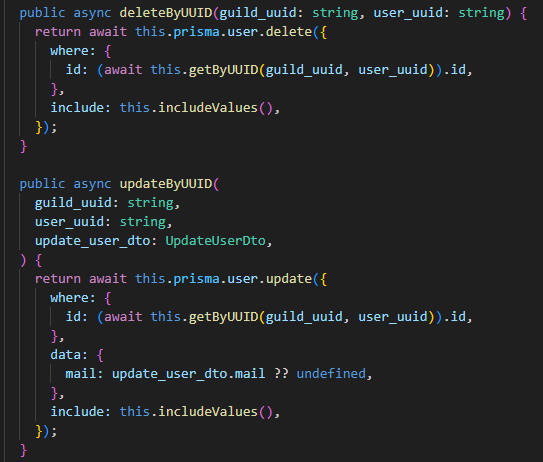 public async deleteByUUID(guild_uuid: string, user_uuid: string) {
return await this.prisma.user.delete({
where: {
id: (await this.getByUUID(guild_uuid, user_uuid)).id,
},
include: this.includeValues(),
});
}
public async updateByUUID(
guild_uuid: string,
user_uuid: string,
update_user_dto: UpdateUserDto,
) {
return await this.prisma.user.update({
where: {
id: (await this.getByUUID(guild_uuid, user_uuid)).id,
},
data: {
mail: update_user_dto.mail ?? undefined,
},
include: this.includeValues(),
});
}